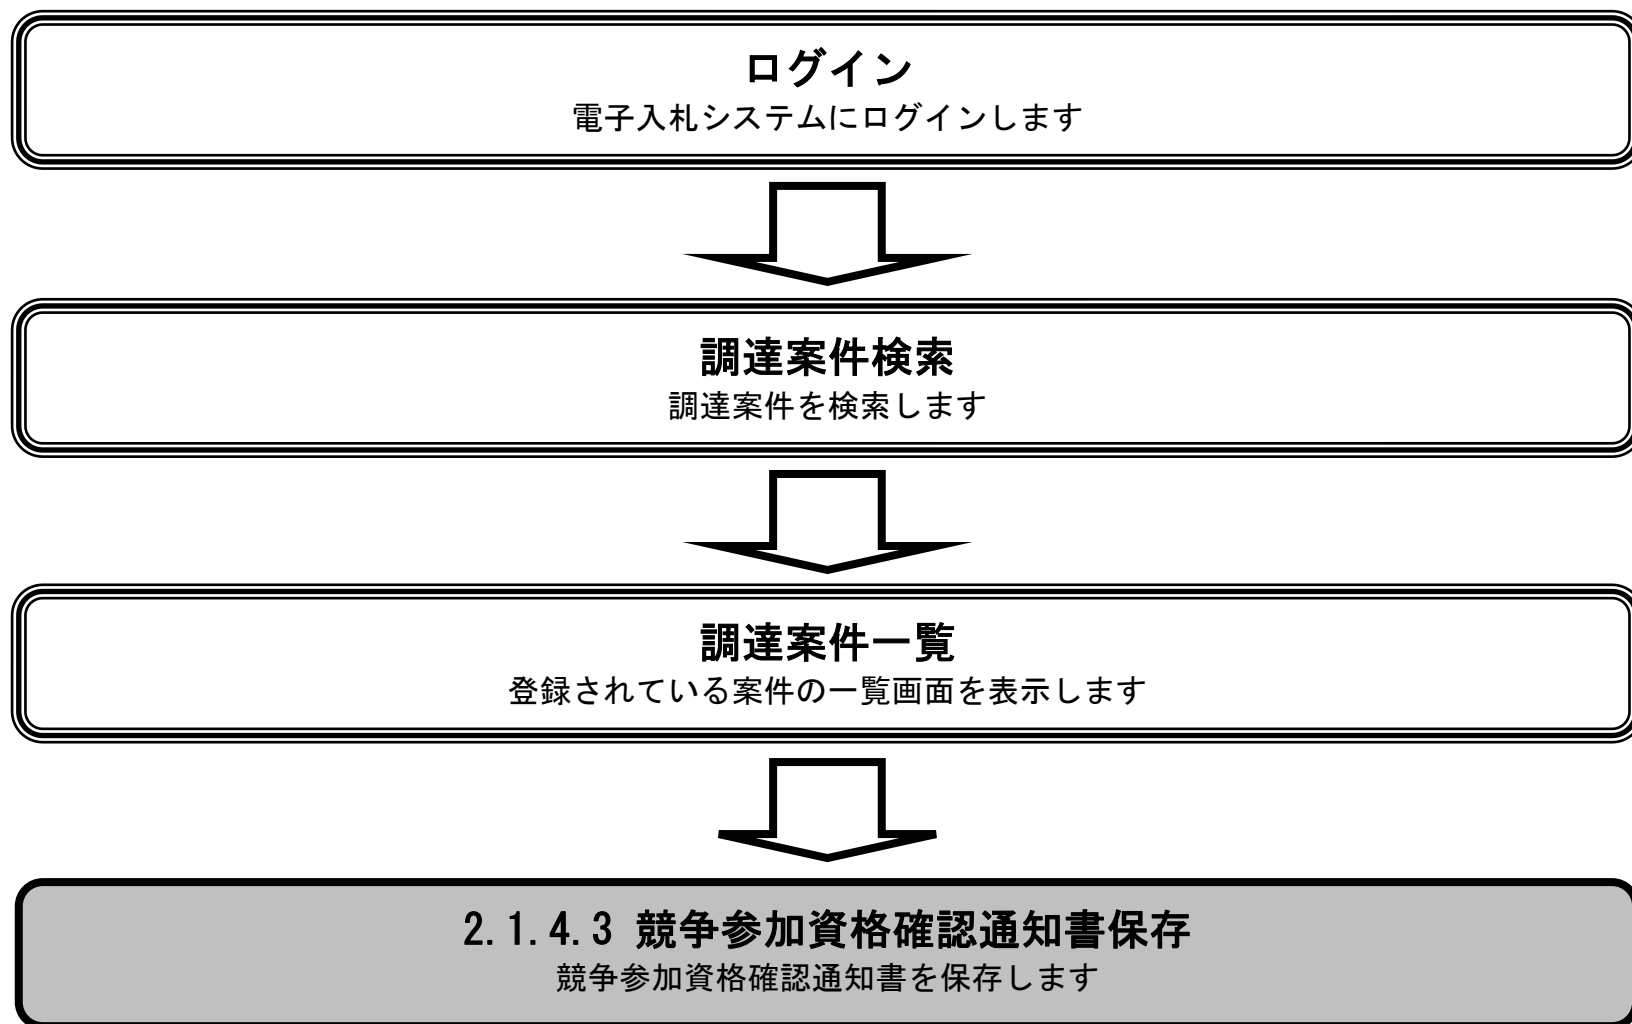 ログイン
電子入札システムにログインします
調達案件検索
調達案件を検索します
調達案件一覧
登録されている案件の一覧画面を表示します
2.1.4.3 競争参加資格確認通知書保存
競争参加資格確認通知書を保存します